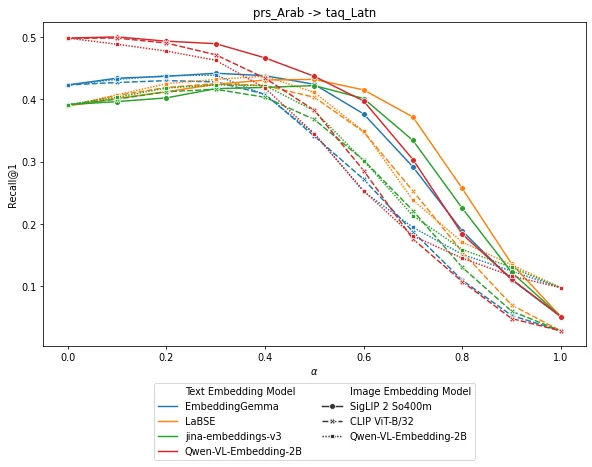 prs_Arab -> taq_Latn
Recall@1
0.5
0.4
0.3
0.2
0.1
0.0 0.2 0.4 0.6 0.8 1.0
α
Text Embedding Model
EmbeddingGemma
LaBSE
jina-embeddings-v3
Qwen-VL-Embedding-2B
Image Embedding Model
SigLIP 2 So400m
CLIP ViT-B/32
Qwen-VL-Embedding-2B